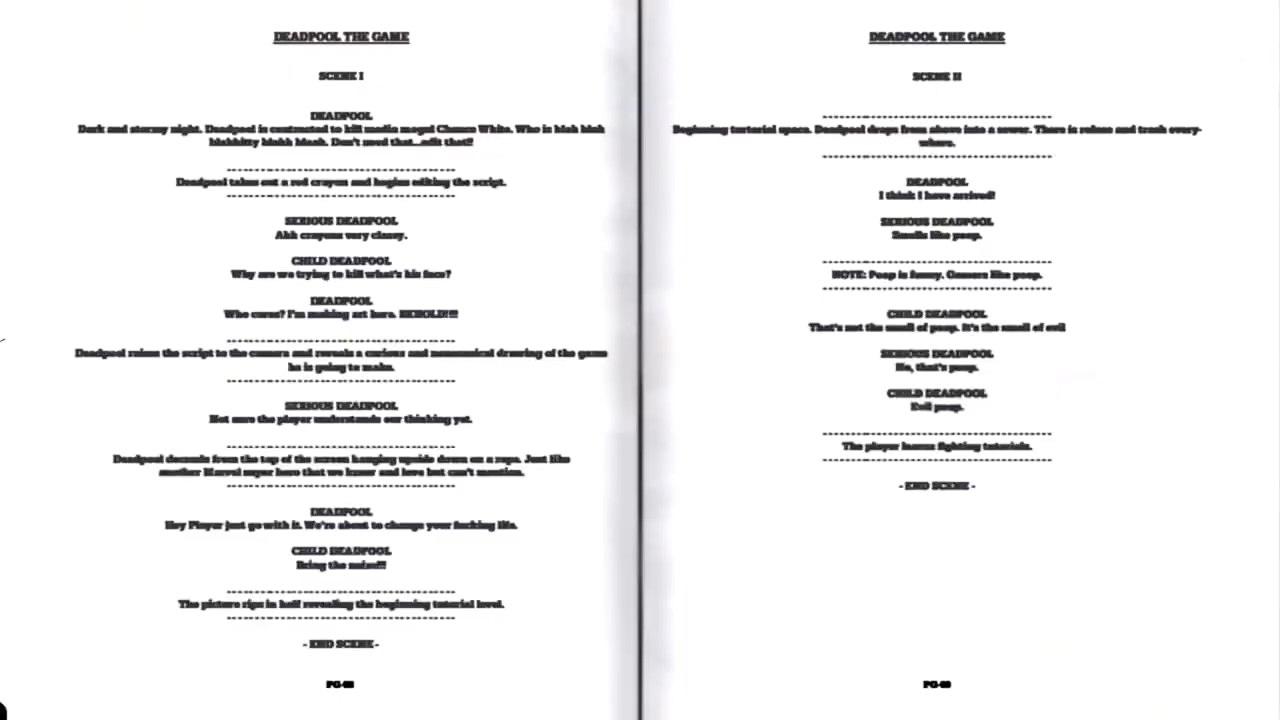 DEADPOOL THE GAME
SCENE I
DEADPOOL
Dark and stormy night. Deadpool is contracted to kill media mogul Chance White. Who is blah blah
blahbitty blahh blaah. Don't need that...edit that!!
Deadpool takes out a red crayon and begins editing the script.
SERIOUS DEADPOOL
Ahh crayons very classy.
CHILD DEADPOOL
Why are we trying to kill what's his face?
DEADPOOL
Who cares? I'm making art here. BEHOLD!!!!
Deadpool raises the script to the camera and reveals a curious and nonsensical drawing of the game
he is going to make.
SERIOUS DEADPOOL
Not sure the player understands our thinking yet.
Deadpool descends from the top of the screen hanging upside down on a rope. Just like
another Marvel super hero that we know and love but can't mention.
DEADPOOL
Hey Player just go with it. We're about to change your fucking life.
CHILD DEADPOOL
Bring the noise!!!
The picture rips in half revealing the beginning tutorial level.
- END SCENE -
DEADPOOL THE GAME
SCENE II
Beginning turtorial space. Deadpool drops from above into a sewer. There is ruins and trash every-
where.
DEADPOOL
I think I have arrived!
SERIOUS DEADPOOL
Smells like poop.
NOTE: Poop is funny. Gamers like poop.
CHILD DEADPOOL
That's not the smell of poop. It's the smell of evil
SERIOUS DEADPOOL
No, that's poop.
CHILD DEADPOOL
Evil poop.
The player learns fighting tutorials.
- END SCENE -